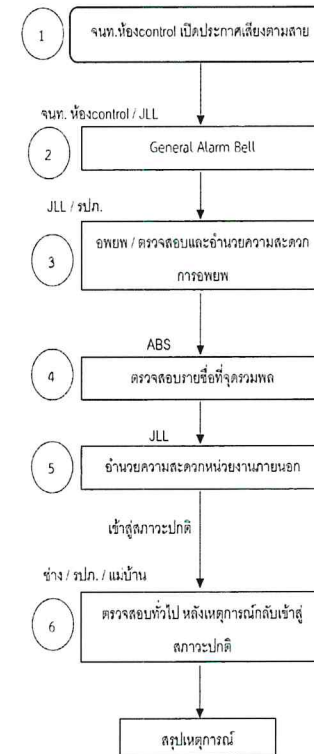 1
จนท.ห้องcontrol เปิดประกาศเสียงตามสาย
จนท. ห้องcontrol / JLL
2
General Alarm Bell
JLL / รปภ.
3
อพยพ / ตรวจสอบและอำนวยความสะดวก
การอพยพ
ABS
4
ตรวจสอบรายชื่อที่จุดรวมพล
JLL
5
อำนวยความสะดวกหน่วยงานภายนอก
เข้าสู่สภาวะปกติ
ช่าง / รปภ. / แม่บ้าน
6
ตรวจสอบทั่วไป หลังเหตุการณ์กลับเข้าสู่
สภาวะปกติ
สรุปเหตุการณ์